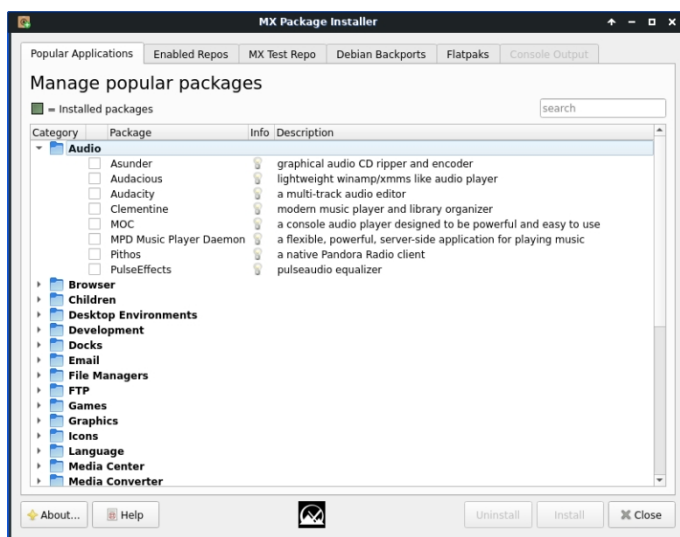 MX Package Installer
Popular Applications Enabled Repos MX Test Repo Debian Backports Flatpaks Console Output
Manage popular packages
= Installed packages search
Category Package Info Description
Audio
Asunder graphical audio CD ripper and encoder
Audacious lightweight winamp/xmms like audio player
Audacity a multi-track audio editor
Clementine modern music player and library organizer
MOC a console audio player designed to be powerful and easy to use
MPD Music Player Daemon a flexible, powerful, server-side application for playing music
Pithos a native Pandora Radio client
PulseEffects pulseaudio equalizer
Browser
Children
Desktop Environments
Development
Docks
Email
File Managers
FTP
Games
Graphics
Icons
Language
Media Center
Media Converter
About... Help Uninstall Install Close